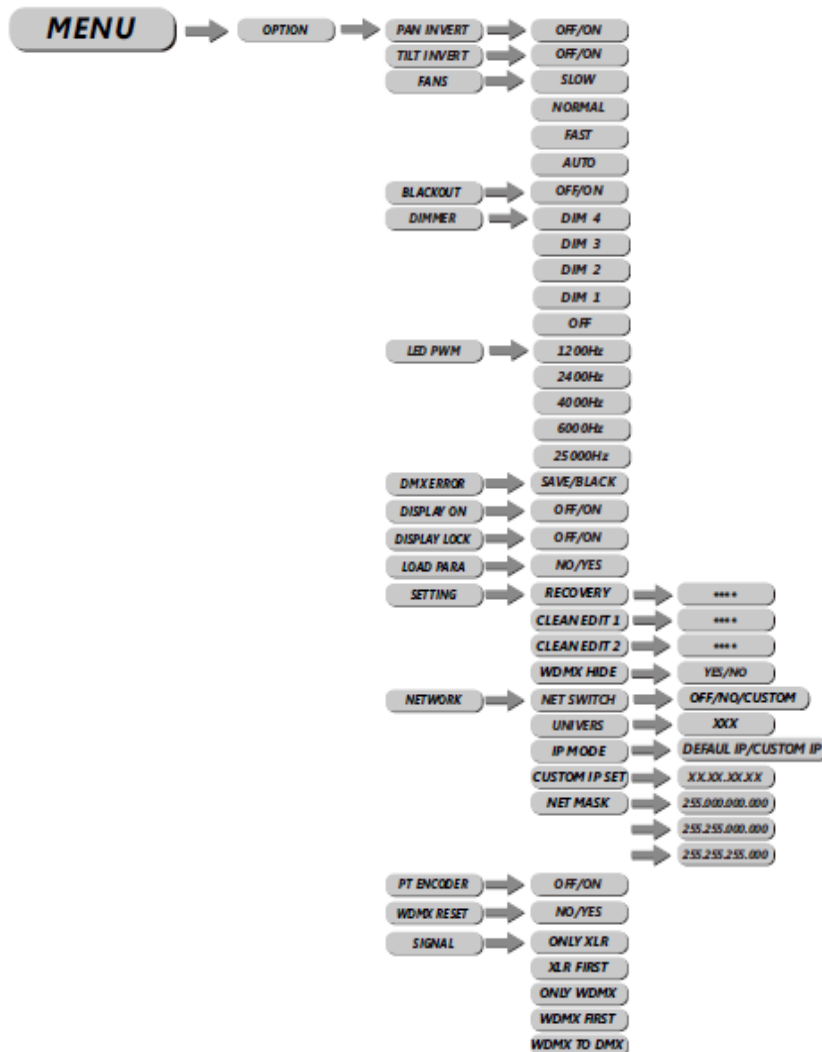 MENU OPTION PAN INVERT OFF/ON
TILT INVERT OFF/ON
FANS SLOW
NORMAL
FAST
AUTO
BLACKOUT OFF/ON
DIMMER DIM 4
DIM 3
DIM 2
DIM 1
OFF
LED PWM 1200Hz
2400Hz
4000Hz
6000Hz
25000Hz
DMX ERROR SAVE/BLACK
DISPLAY ON OFF/ON
DISPLAY LOCK OFF/ON
LOAD PARA NO/YES
SETTING RECOVERY ****
CLEAN EDIT 1 ****
CLEAN EDIT 2 ****
WDMX HIDE YES/NO
NETWORK NET SWITCH OFF/NO/CUSTOM
UNIVERS XXX
IP MODE DEFAUL IP/CUSTOM IP
CUSTOM IP SET XX.XX.XX.XX
NET MASK 255.000.000.000
255.255.000.000
255.255.255.000
PT ENCODER OFF/ON
WDMX RESET NO/YES
SIGNAL ONLY XLR
XLR FIRST
ONLY WDMX
WDMX FIRST
WDMX TO DMX